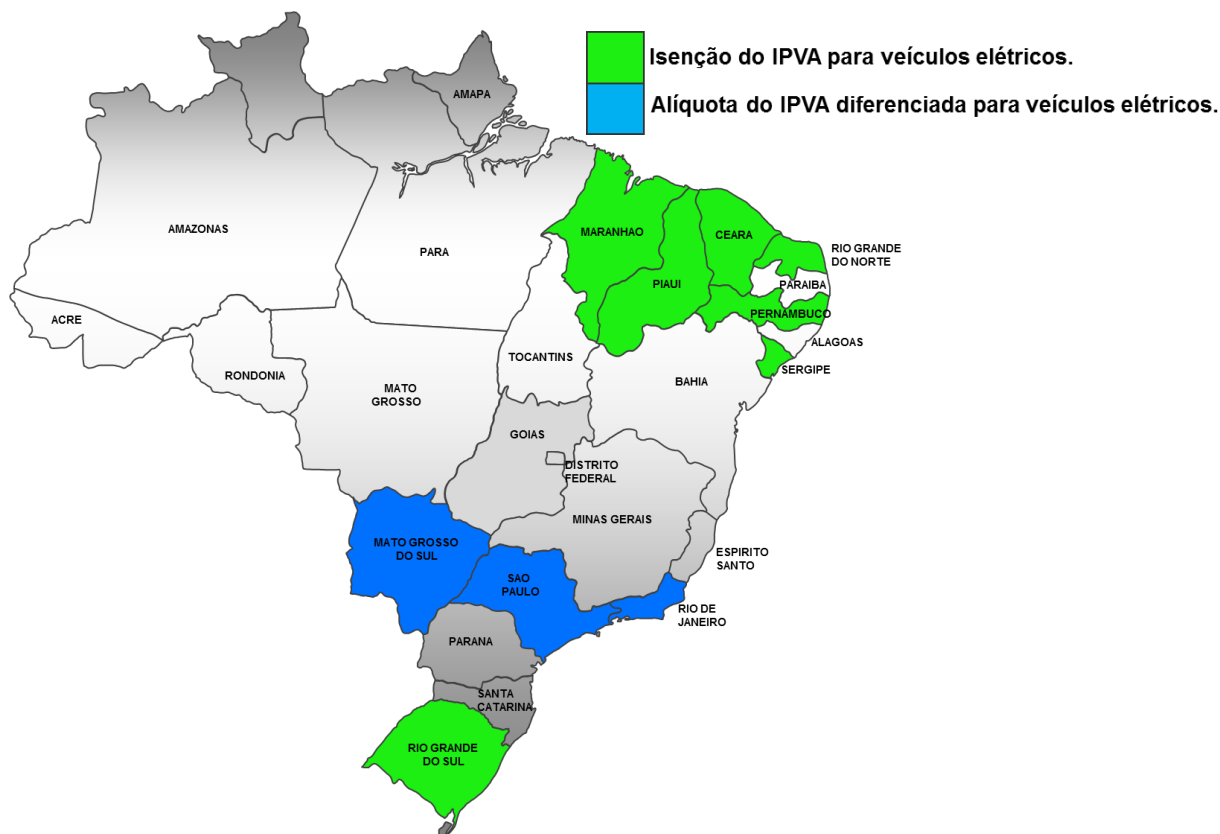 Isenção do IPVA para veículos elétricos.
Alíquota do IPVA diferenciada para veículos elétricos.
AMAPA
AMAZONAS
PARA
MARANHAO
CEARA
RIO GRANDE
DO NORTE
PIAUI
PARAIBA
PERNAMBUCO
ACRE
ALAGOAS
SERGIPE
TOCANTINS
RONDONIA
MATO
GROSSO
BAHIA
GOIAS
DISTRITO
FEDERAL
MINAS GERAIS
MATO GROSSO
DO SUL
ESPIRITO
SANTO
SAO
PAULO
RIO DE
JANEIRO
PARANA
SANTA
CATARINA
RIO GRANDE
DO SUL